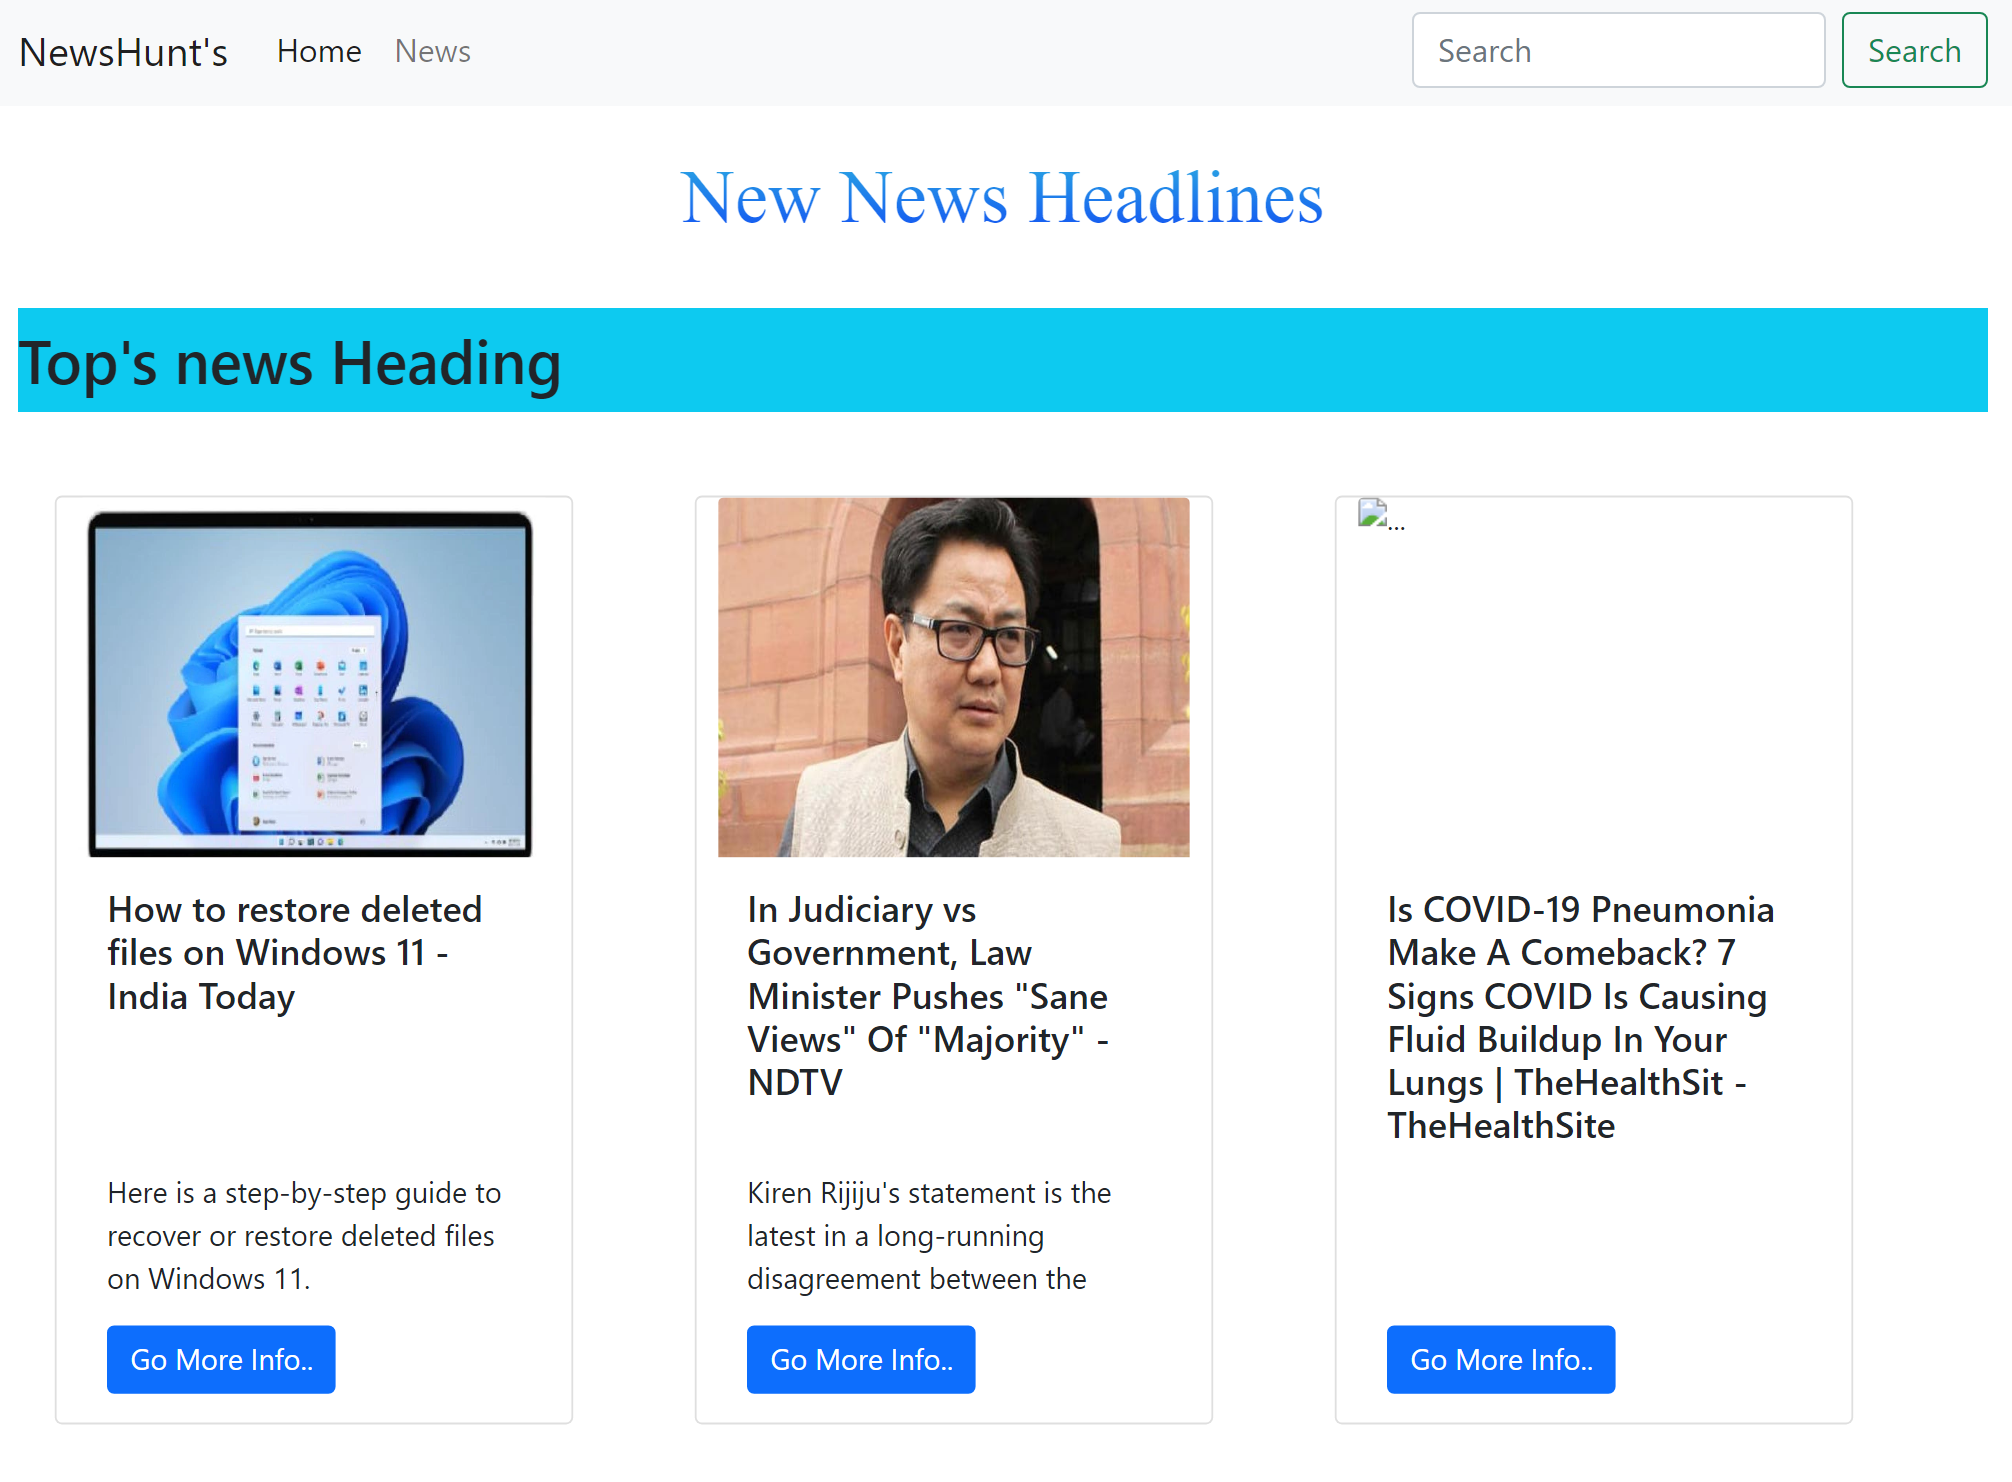 NewsHunt's Home News Search Search
New News Headlines
Top's news Heading
...
How to restore deleted
files on Windows 11 -
India Today
Here is a step-by-step guide to
recover or restore deleted files
on Windows 11.
Go More Info..
In Judiciary vs
Government, Law
Minister Pushes "Sane
Views" Of "Majority" -
NDTV
Kiren Rijiju's statement is the
latest in a long-running
disagreement between the
Go More Info..
Is COVID-19 Pneumonia
Make A Comeback? 7
Signs COVID Is Causing
Fluid Buildup In Your
Lungs | TheHealthSit -
TheHealthSite
Go More Info..